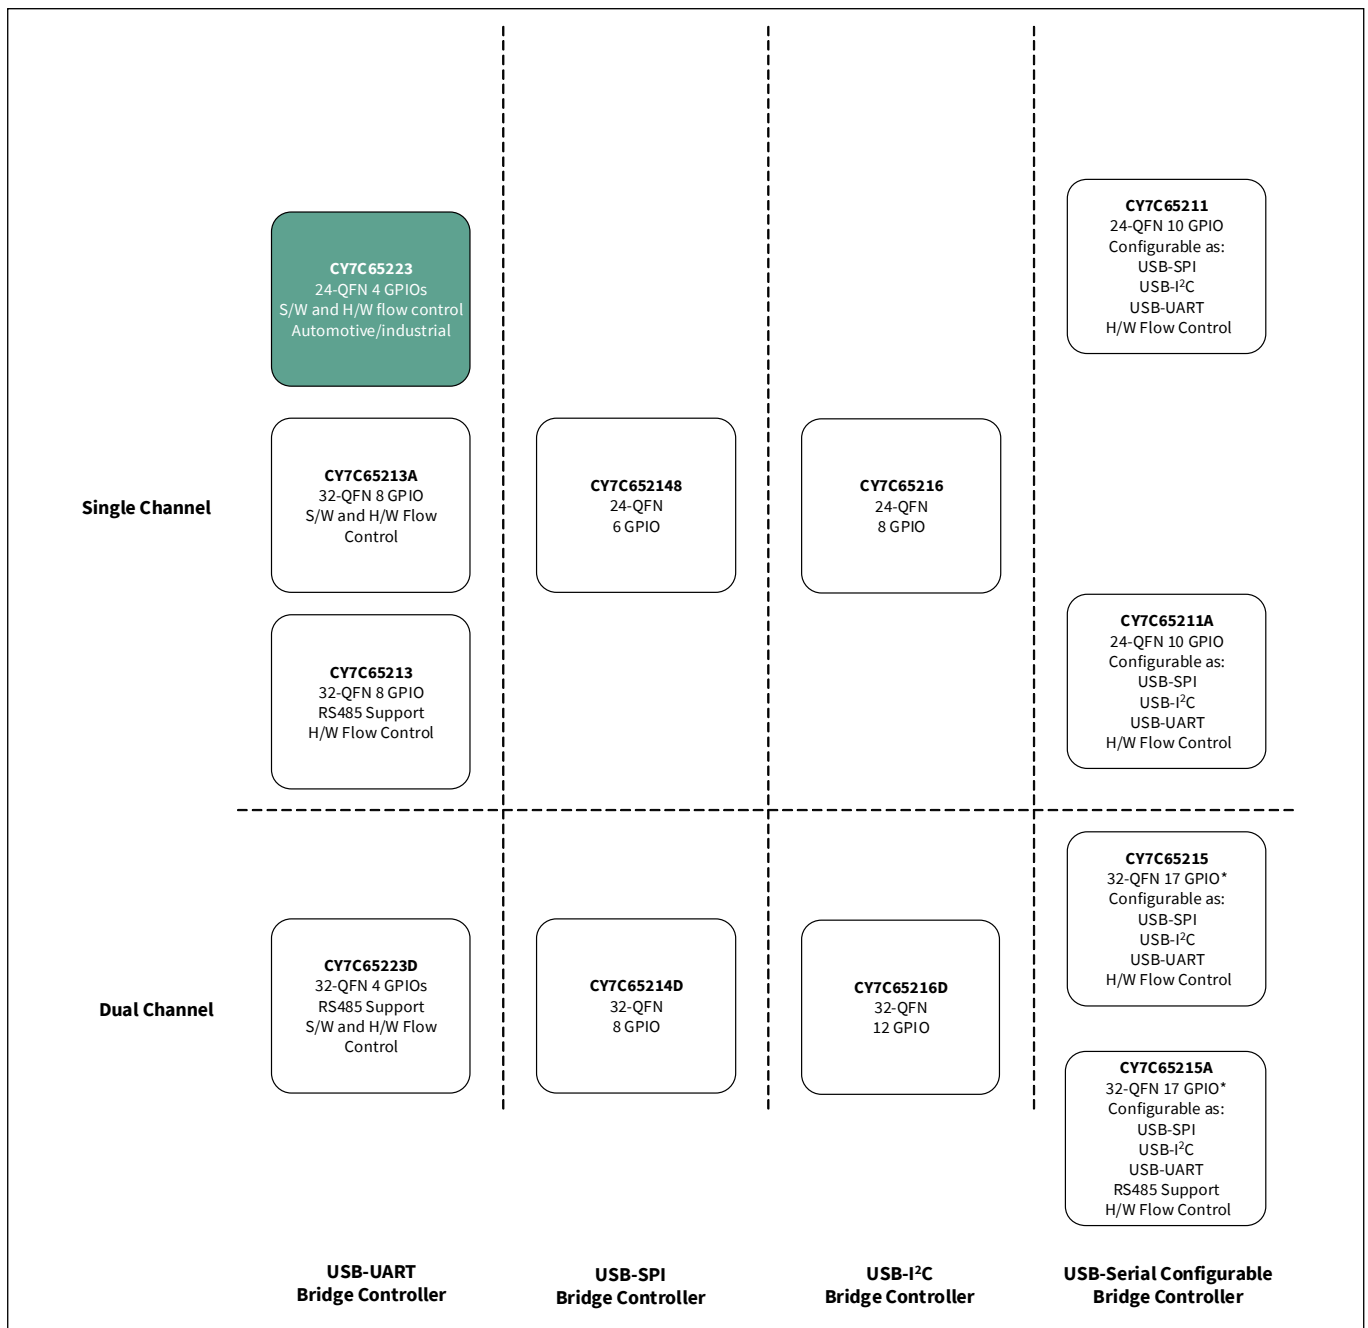 CY7C65223
24-QFN 4 GPIOs
S/W and H/W flow control
Automotive/industrial
CY7C65211
24-QFN 10 GPIO
Configurable as:
USB-SPI
USB-I²C
USB-UART
H/W Flow Control
Single Channel
CY7C65213A
32-QFN 8 GPIO
S/W and H/W Flow
Control
CY7C652148
24-QFN
6 GPIO
CY7C65216
24-QFN
8 GPIO
CY7C65213
32-QFN 8 GPIO
RS485 Support
H/W Flow Control
CY7C65211A
24-QFN 10 GPIO
Configurable as:
USB-SPI
USB-I²C
USB-UART
H/W Flow Control
Dual Channel
CY7C65223D
32-QFN 4 GPIOs
RS485 Support
S/W and H/W Flow
Control
CY7C65214D
32-QFN
8 GPIO
CY7C65216D
32-QFN
12 GPIO
CY7C65215
32-QFN 17 GPIO*
Configurable as:
USB-SPI
USB-I²C
USB-UART
H/W Flow Control
CY7C65215A
32-QFN 17 GPIO*
Configurable as:
USB-SPI
USB-I²C
USB-UART
RS485 Support
H/W Flow Control
USB-UART
Bridge Controller
USB-SPI
Bridge Controller
USB-I²C
Bridge Controller
USB-Serial Configurable
Bridge Controller